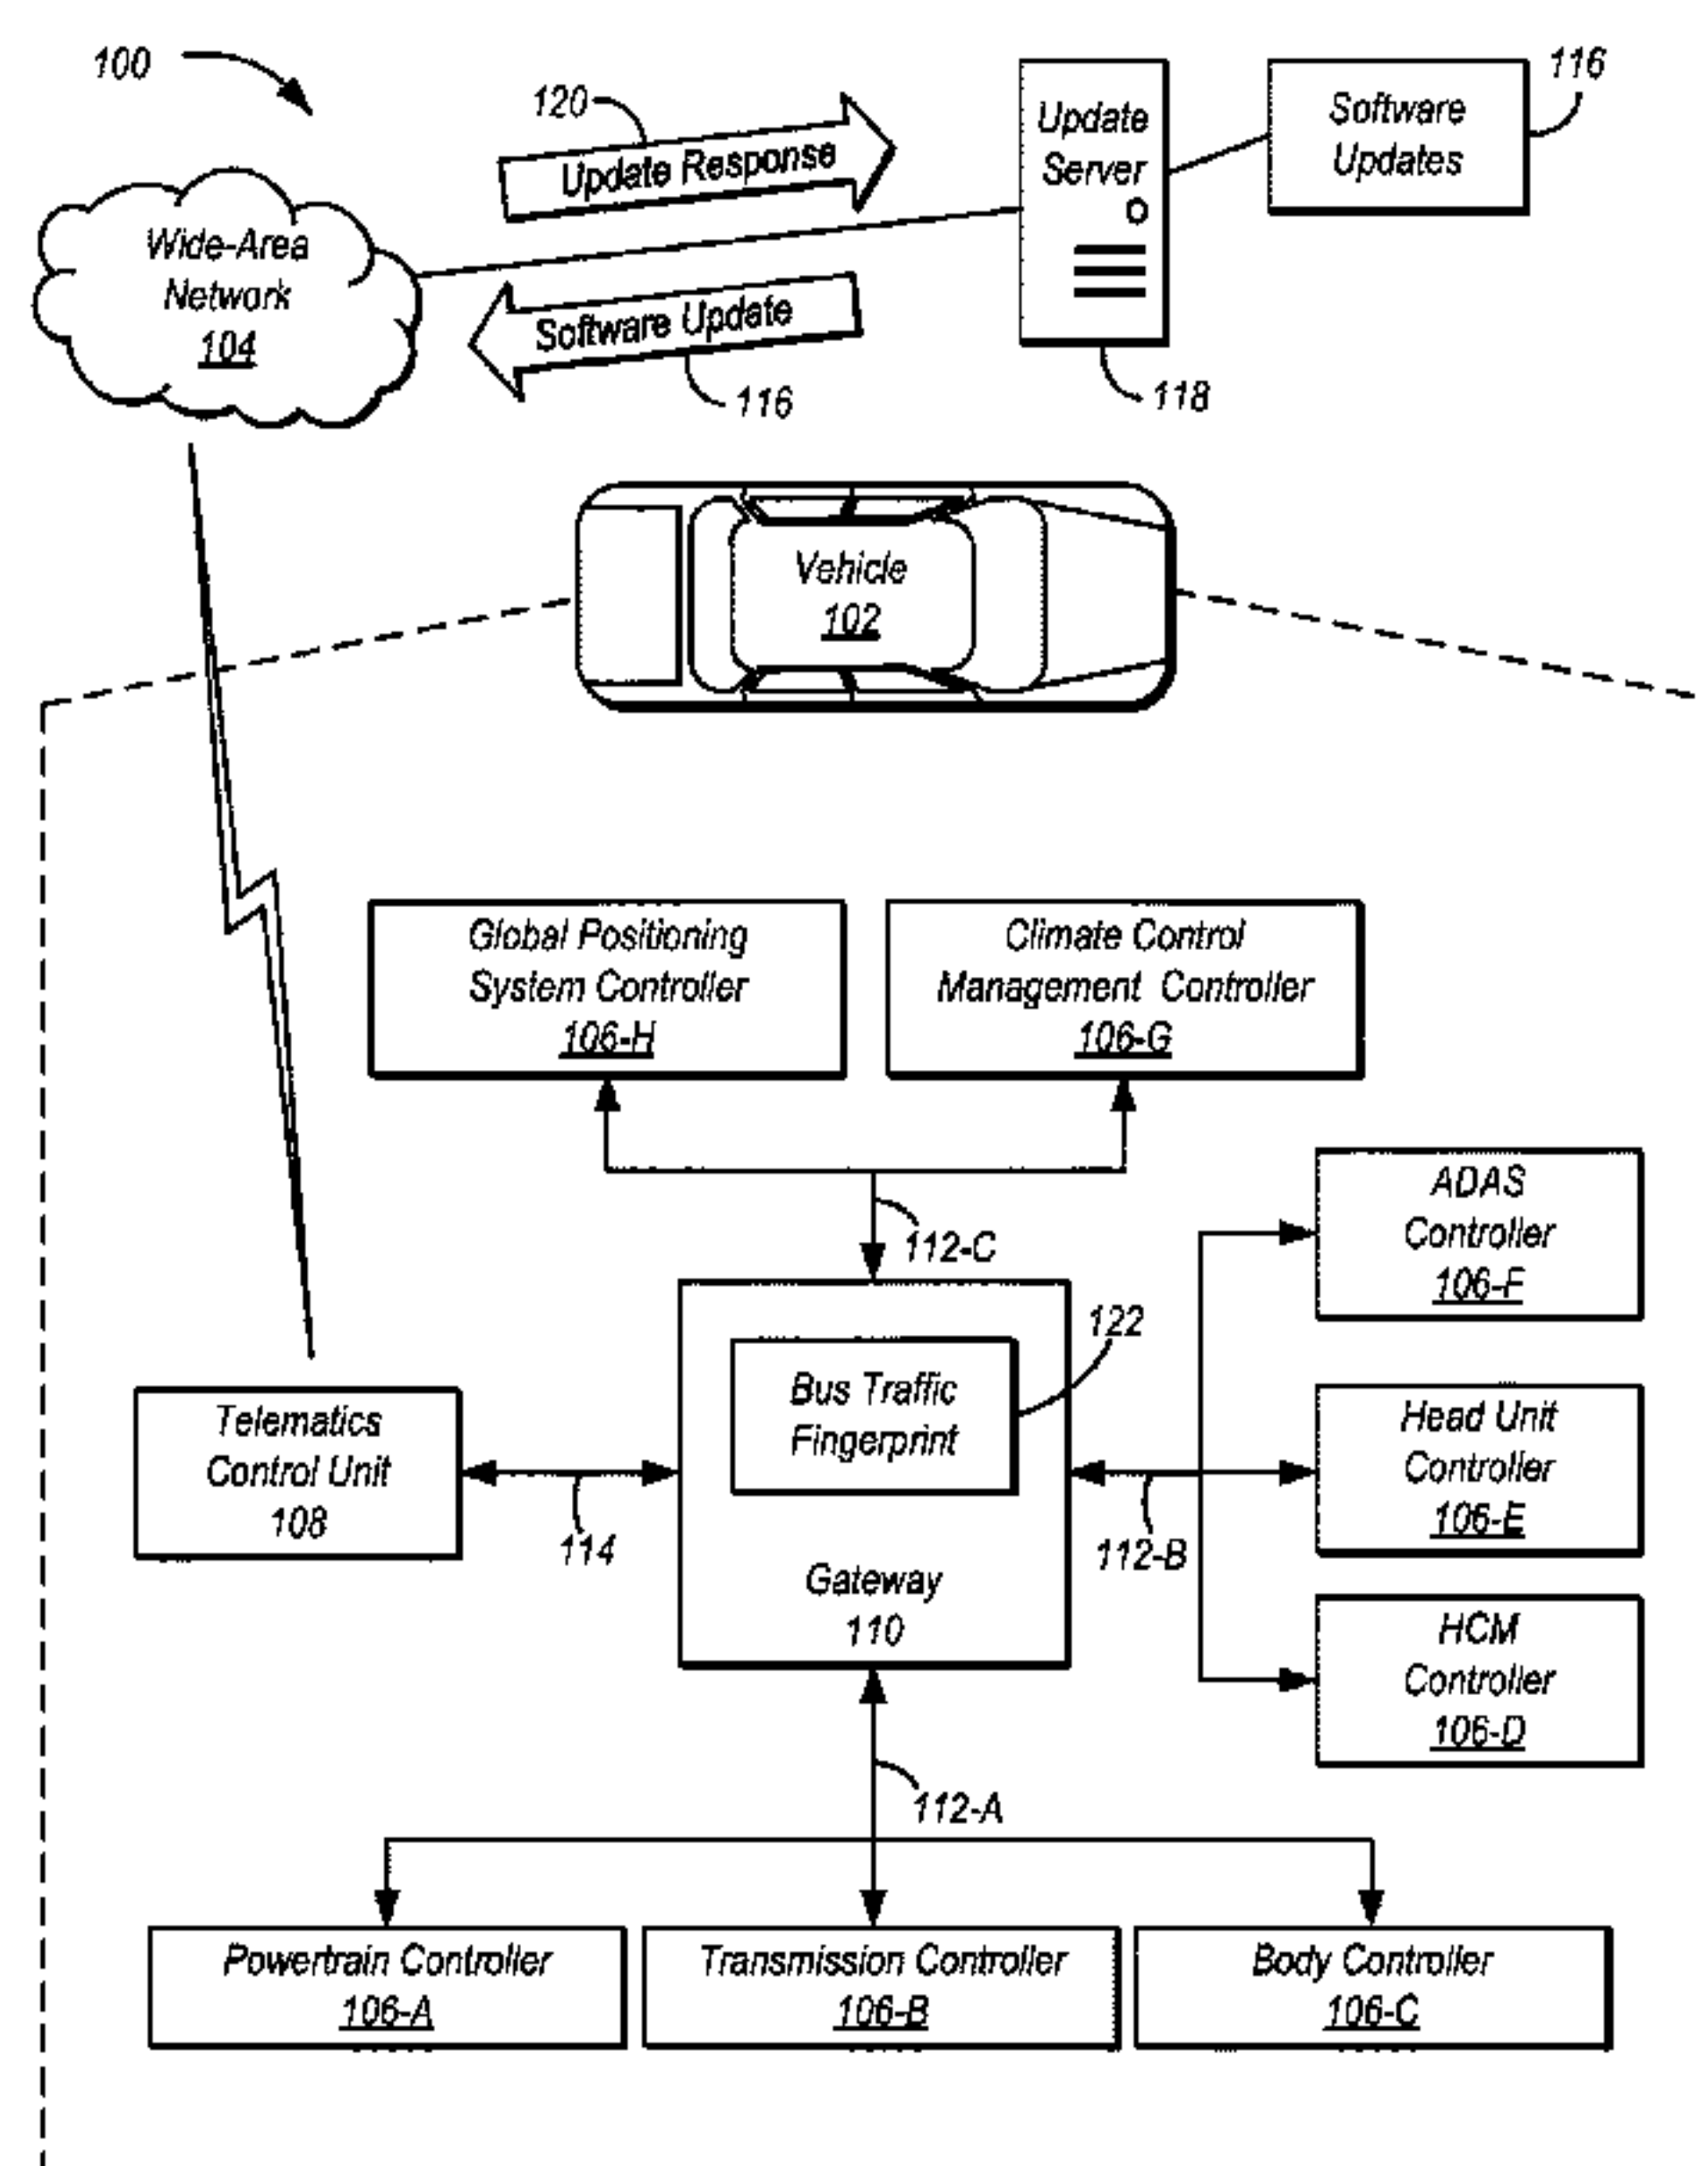 100
120
Update Response
Update
Server
Software
Updates
116
Wide-Area
Network
104
Software Update
116
118
Vehicle
102
Global Positioning
System Controller
106-H
Climate Control
Management Controller
106-G
112-C
ADAS
Controller
106-F
122
Bus Traffic
Fingerprint
Telematics
Control Unit
108
114
Gateway
110
112-B
Head Unit
Controller
106-E
HCM
Controller
106-D
112-A
Powertrain Controller
106-A
Transmission Controller
106-B
Body Controller
106-C